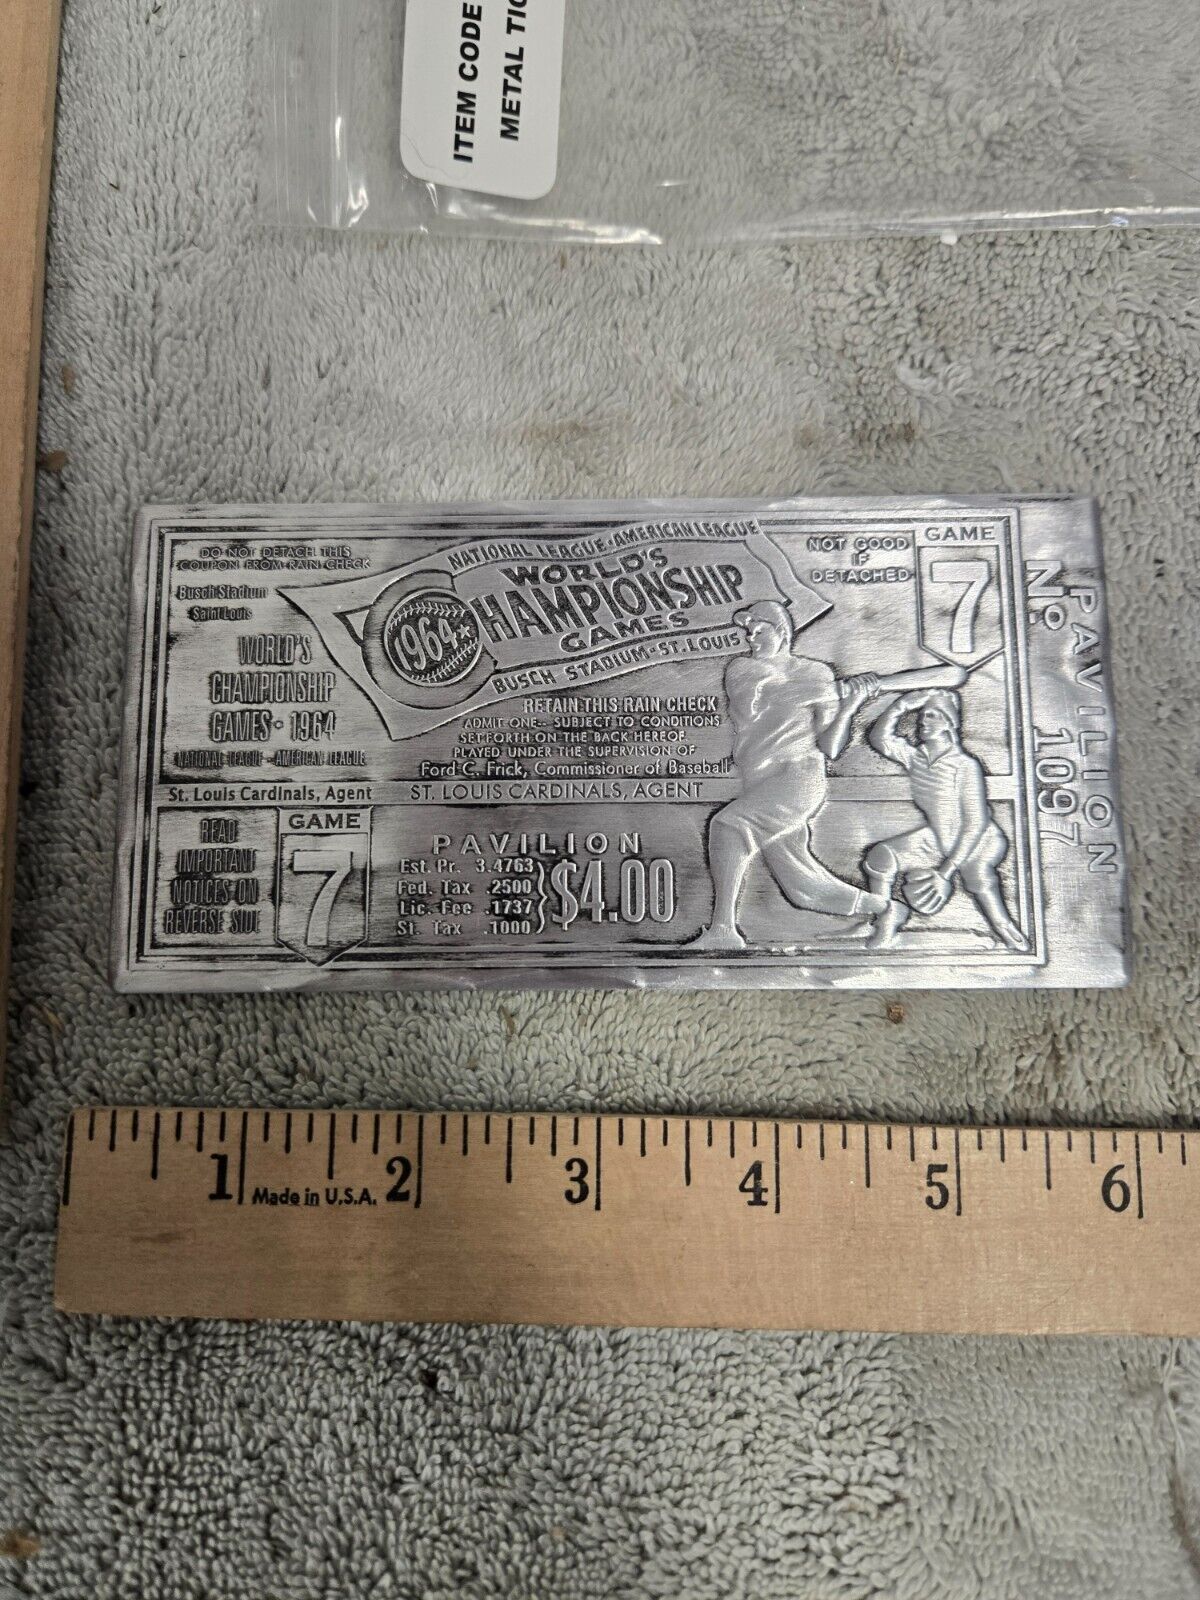 ITEM CODE
METAL TIC
DO NOT DETACH THIS
COUPON FROM RAIN CHECK
Busch Stadium
Saint Louis
WORLD'S
CHAMPIONSHIP
GAMES - 1964
NATIONAL LEAGUE - AMERICAN LEAGUE
St. Louis Cardinals, Agent
READ
IMPORTANT
NOTICES ON
REVERSE SIDE
GAME
7
NATIONAL LEAGUE - AMERICAN LEAGUE
WORLD'S
CHAMPIONSHIP
GAMES
1964
BUSCH STADIUM - ST. LOUIS
RETAIN THIS RAIN CHECK
ADMIT ONE -- SUBJECT TO CONDITIONS
SET FORTH ON THE BACK HEREOF
PLAYED UNDER THE SUPERVISION OF
Ford C. Frick, Commissioner of Baseball
ST. LOUIS CARDINALS, AGENT
PAVILION
Est. Pr. 3.4763
Fed. Tax .2500
Lic. Fee .1737
St. Tax .1000
$4.00
NOT GOOD
IF
DETACHED
GAME
7
PAVILION
No. 1097
1
Made in U.S.A.
2
3
4
5
6